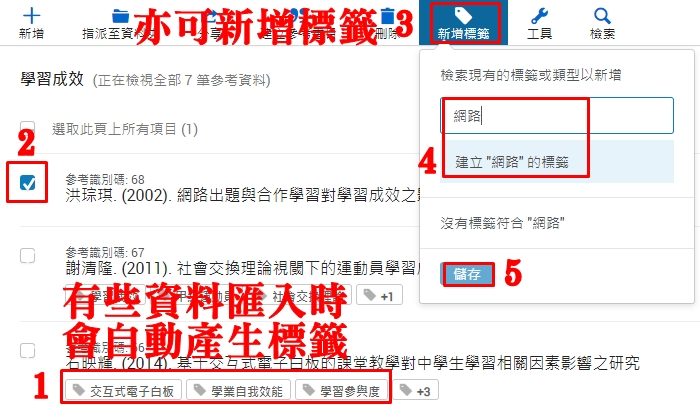 亦可新增標籤 3
新增 指派至資料夾 分享 刪除 新增標籤 工具 檢索
學習成效 (正在檢視全部 7 筆參考資料)
檢索現有的標籤或類型以新增
網路
選取此頁上所有項目 (1)
2
4
建立 "網路" 的標籤
參考識別碼: 68
洪琮琪. (2002). 網路出題與合作學習對學習成效之
沒有標籤符合 "網路"
參考識別碼: 67
謝清隆. (2011). 社會交換理論視閾下的運動員學習
儲存 5
+1
有些資料匯入時
會自動產生標籤
石映輝. (2014). 基于交互式電子白板的課堂教學對中學生學習相關因素影響之研究
1 交互式電子白板 學業自我效能 學習參與度 +3